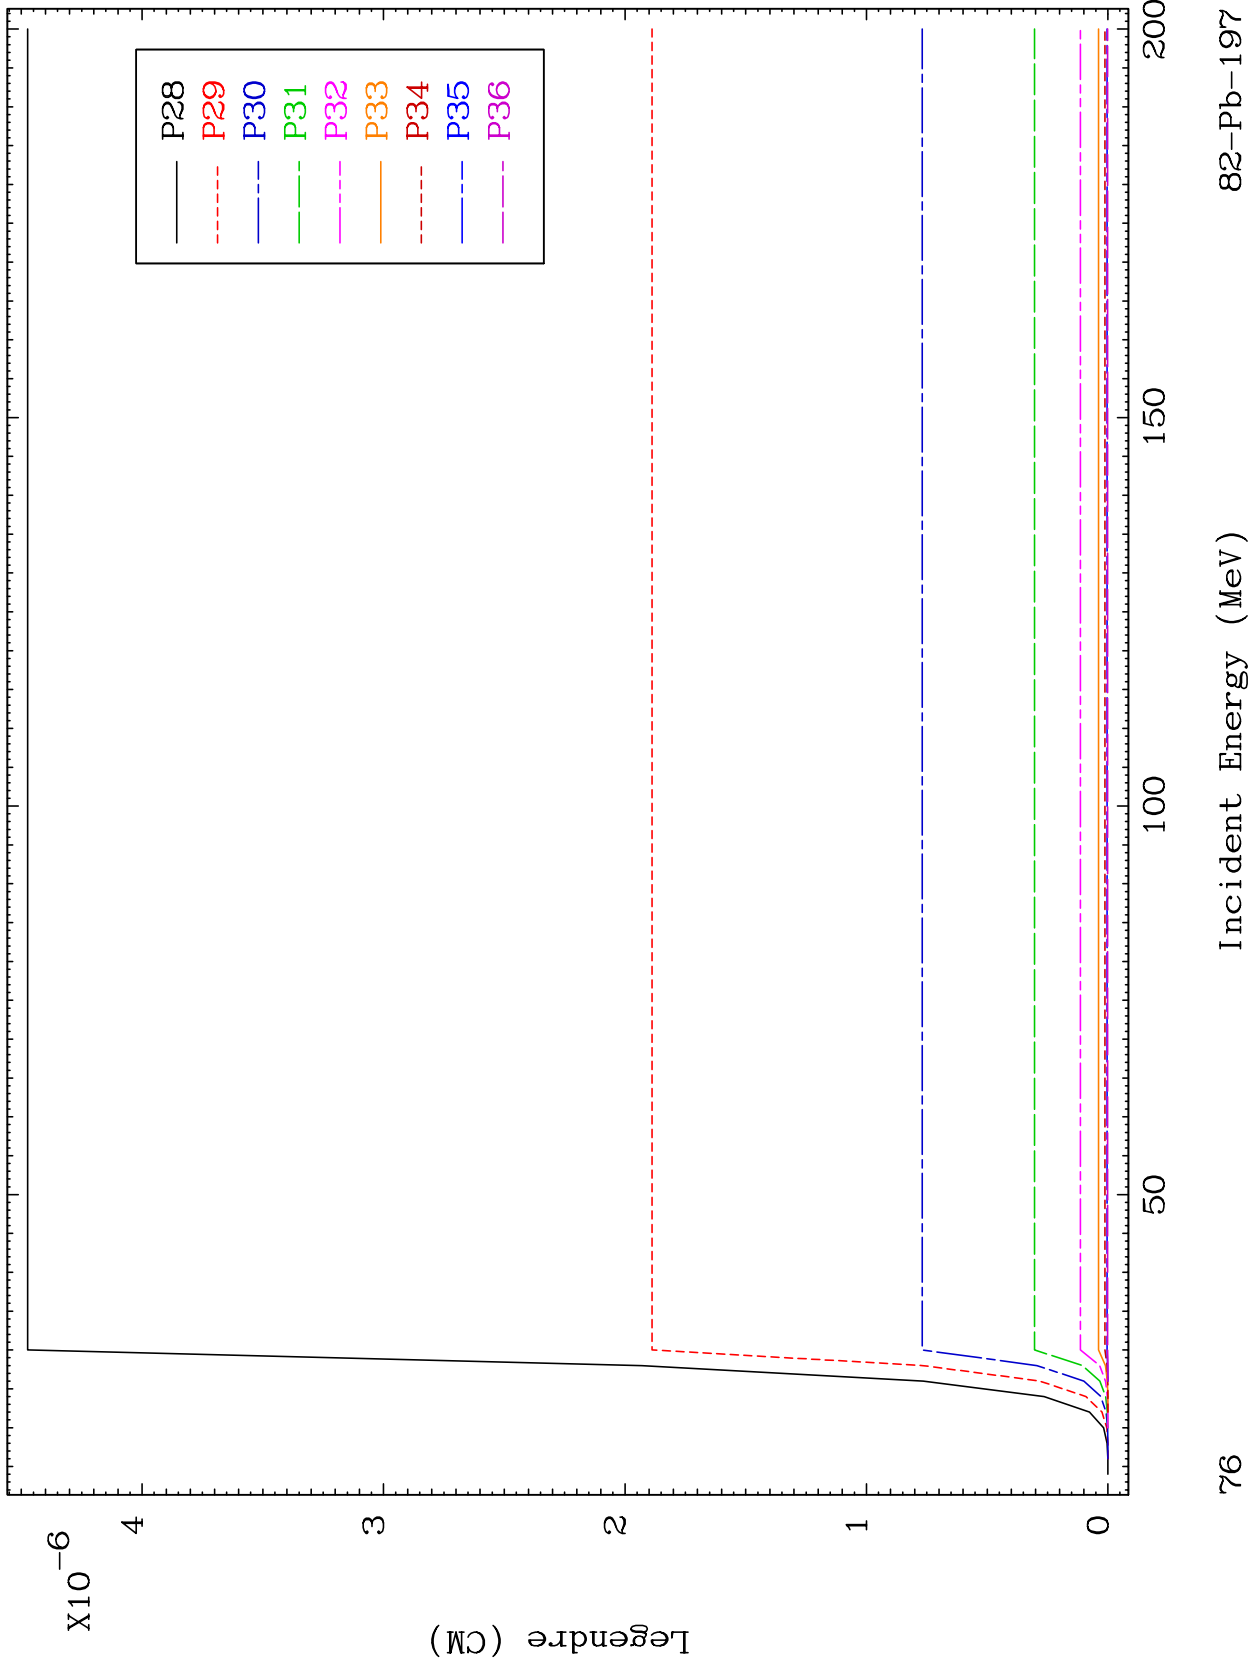 X10-6
4
3
2
1
0
Legendre (CM)
P28
P29
P30
P31
P32
P33
P34
P35
P36
50
100
150
200
Incident Energy (MeV)
76
82-Pb-197